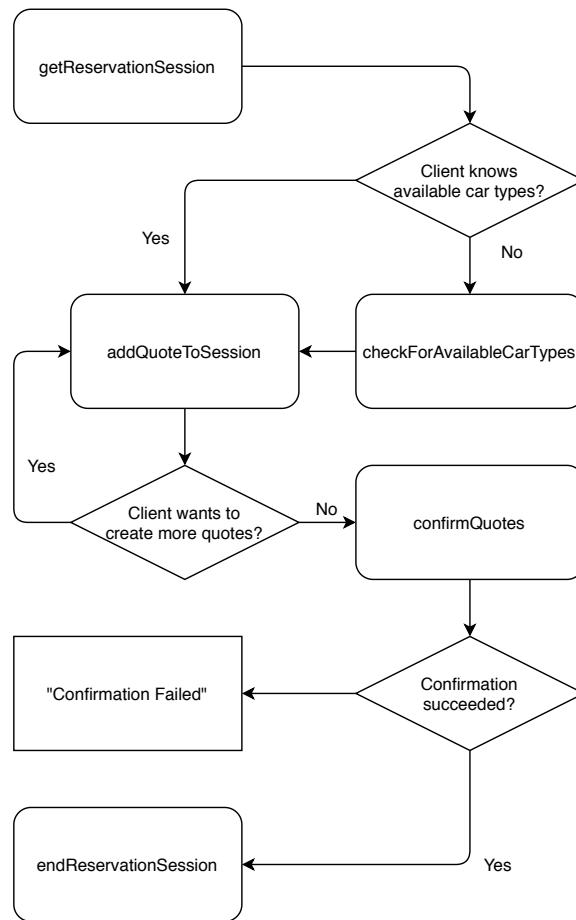 getReservationSession
Client knows
available car types?
Yes
No
addQuoteToSession
checkForAvailableCarTypes
Yes
Client wants to
create more quotes?
No
confirmQuotes
"Confirmation Failed"
Confirmation
succeeded?
endReservationSession
Yes